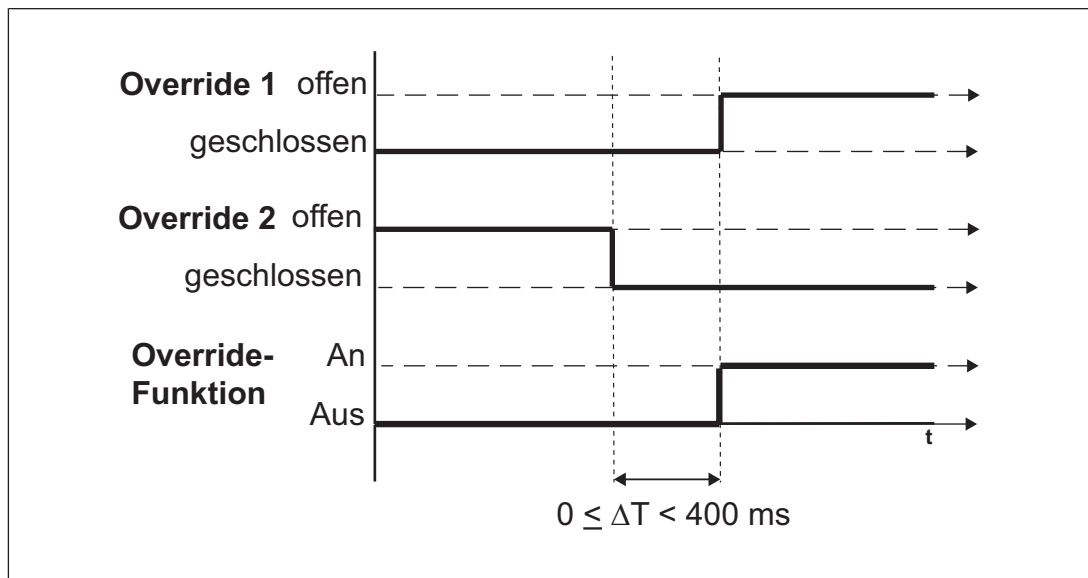 Override 1 offen
geschlossen
Override 2 offen
geschlossen
Override-
Funktion
An
Aus
t
0 ≤ ΔT < 400 ms